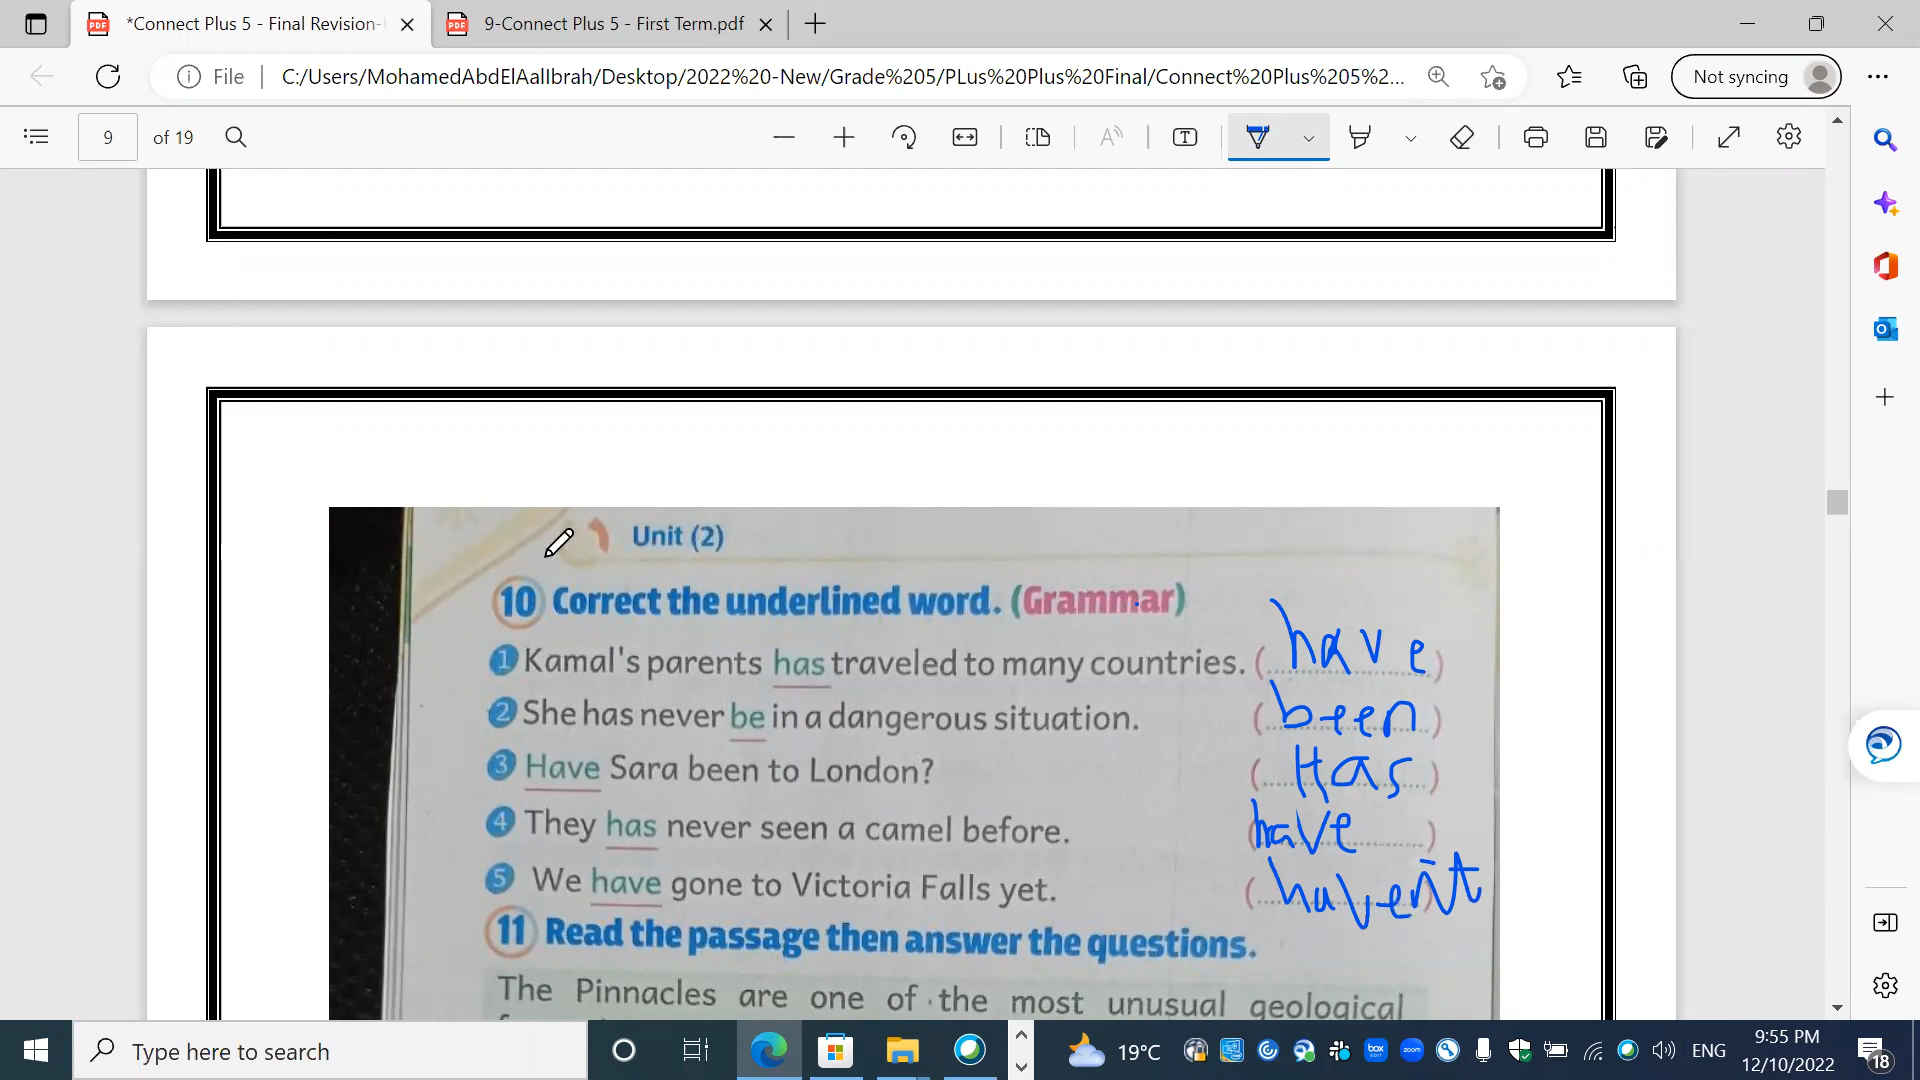 *Connect Plus 5 - Final Revision-U
9-Connect Plus 5 - First Term.pdf
File
C:/Users/MohamedAbdElAalIbrah/Desktop/2022%20-New/Grade%205/PLus%20Plus%20Final/Connect%20Plus%205%2...
Not syncing
9 of 19
Unit (2)
10 Correct the underlined word. (Grammar)
1 Kamal's parents has traveled to many countries. (have)
2 She has never be in a dangerous situation. (been)
3 Have Sara been to London? (Has)
4 They has never seen a camel before. (have)
5 We have gone to Victoria Falls yet. (haven't)
11 Read the passage then answer the questions.
The Pinnacles are one of the most unusual geological
Type here to search
19°C
ENG
9:55 PM
12/10/2022
18